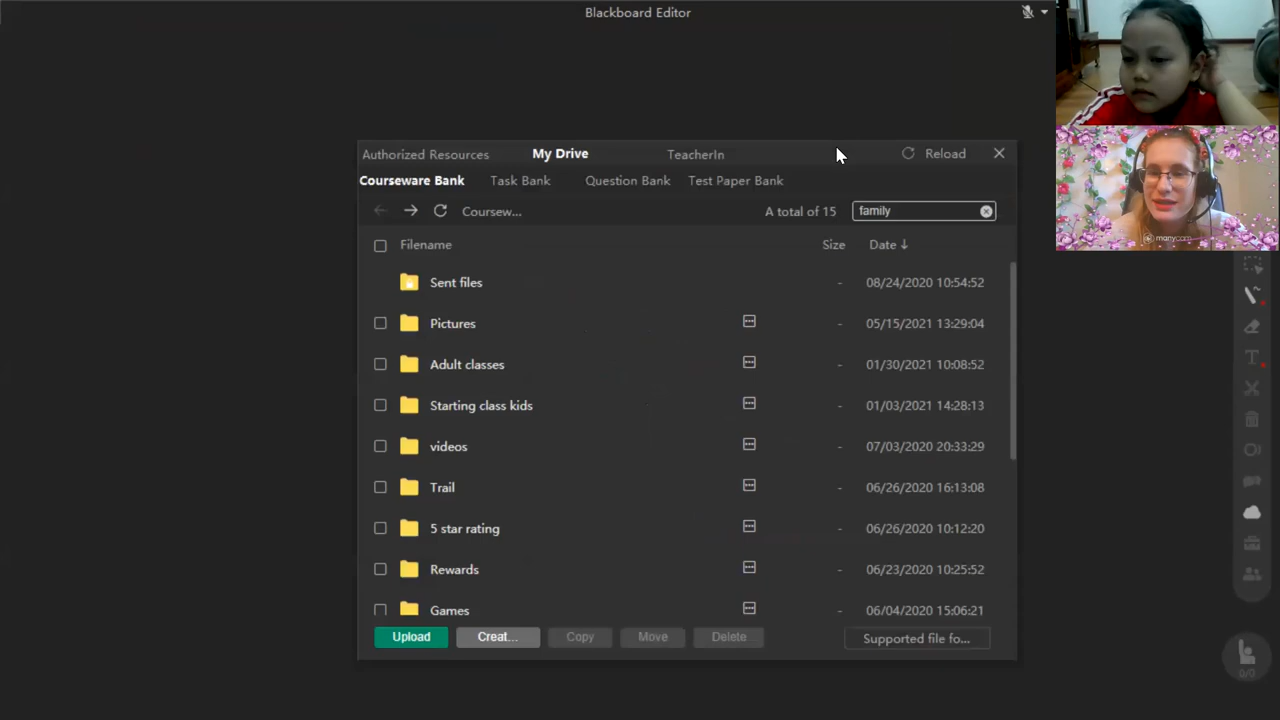 Blackboard Editor
Authorized Resources My Drive TeacherIn Reload
Courseware Bank Task Bank Question Bank Test Paper Bank
Coursew... A total of 15 family
Filename Size Date
Sent files - 08/24/2020 10:54:52
Pictures - 05/15/2021 13:29:04
Adult classes - 01/30/2021 10:08:52
Starting class kids - 01/03/2021 14:28:13
videos - 07/03/2020 20:33:29
Trail - 06/26/2020 16:13:08
5 star rating - 06/26/2020 10:12:20
Rewards - 06/23/2020 10:25:52
Games - 06/04/2020 15:06:21
Upload Creat... Copy Move Delete Supported file fo...
manycam
0/0